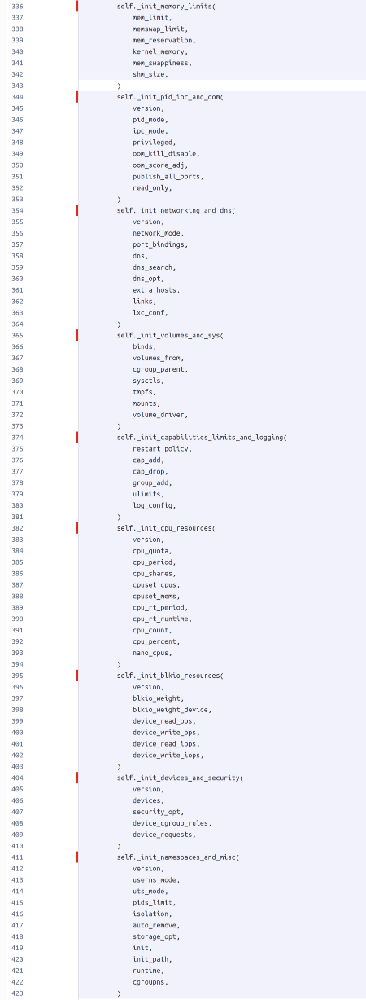 336 self._init_memory_limits(
337 mem_limit,
338 memswap_limit,
339 mem_reservation,
340 kernel_memory,
341 mem_swappiness,
342 shm_size,
343 )
344 self._init_pid_ipc_and_oom(
345 version,
346 pid_mode,
347 ipc_mode,
348 privileged,
349 oom_kill_disable,
350 oom_score_adj,
351 publish_all_ports,
352 read_only,
353 )
354 self._init_networking_and_dns(
355 version,
356 network_mode,
357 port_bindings,
358 dns,
359 dns_search,
360 dns_opt,
361 extra_hosts,
362 links,
363 lxc_conf,
364 )
365 self._init_volumes_and_sys(
366 binds,
367 volumes_from,
368 cgroup_parent,
369 sysctls,
370 tmpfs,
371 mounts,
372 volume_driver,
373 )
374 self._init_capabilities_limits_and_logging(
375 restart_policy,
376 cap_add,
377 cap_drop,
378 group_add,
379 ulimits,
380 log_config,
381 )
382 self._init_cpu_resources(
383 version,
384 cpu_quota,
385 cpu_period,
386 cpu_shares,
387 cpuset_cpus,
388 cpuset_mems,
389 cpu_rt_period,
390 cpu_rt_runtime,
391 cpu_count,
392 cpu_percent,
393 nano_cpus,
394 )
395 self._init_blkio_resources(
396 version,
397 blkio_weight,
398 blkio_weight_device,
399 device_read_bps,
400 device_write_bps,
401 device_read_iops,
402 device_write_iops,
403 )
404 self._init_devices_and_security(
405 version,
406 devices,
407 security_opt,
408 device_cgroup_rules,
409 device_requests,
410 )
411 self._init_namespaces_and_misc(
412 version,
413 userns_mode,
414 uts_mode,
415 pids_limit,
416 isolation,
417 auto_remove,
418 storage_opt,
419 init,
420 init_path,
421 runtime,
422 cgroupns,
423 )